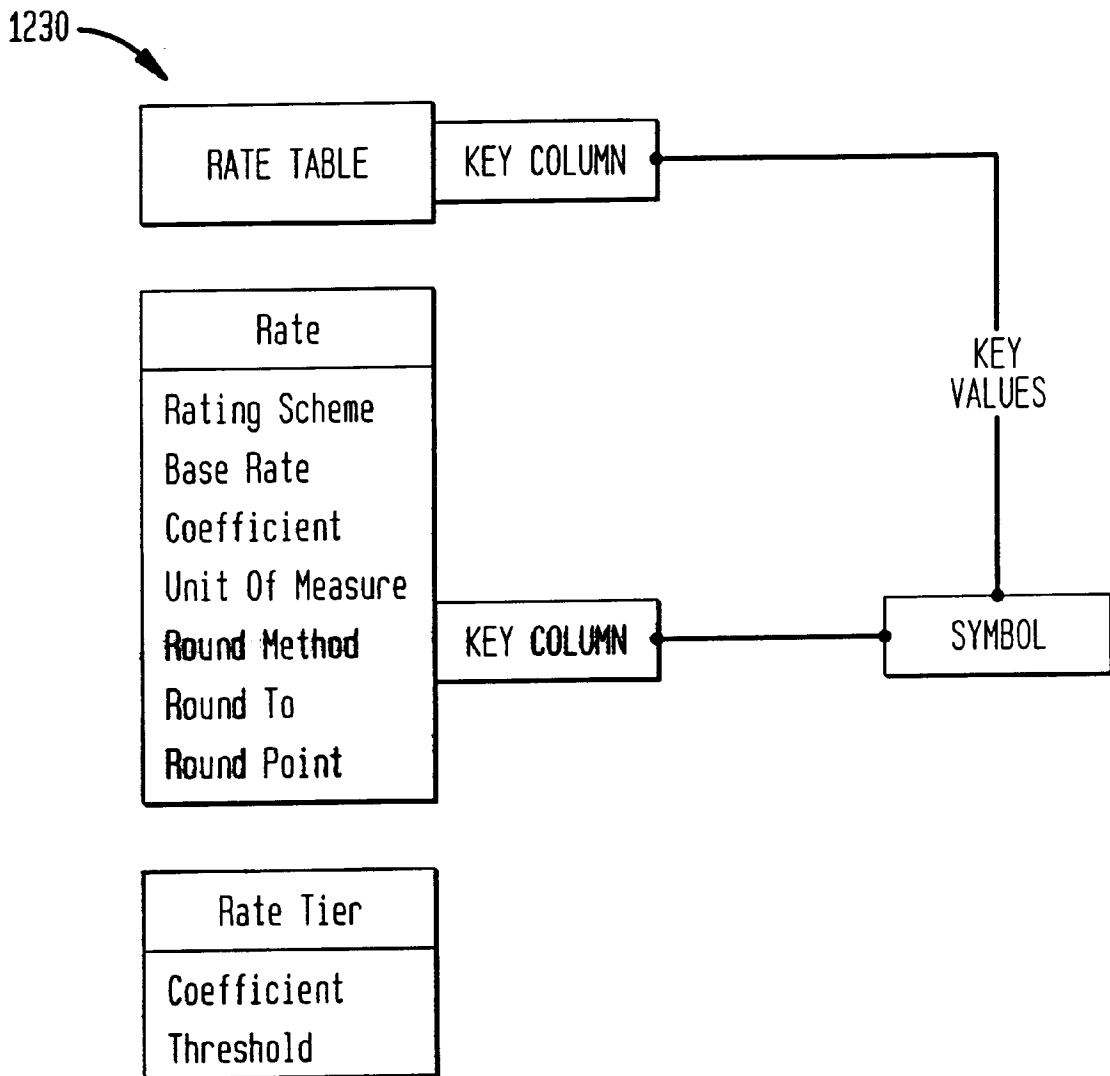 1230
RATE TABLE
KEY COLUMN
Rate
Rating Scheme
Base Rate
Coefficient
Unit Of Measure
Round Method
Round To
Round Point
KEY COLUMN
KEY
VALUES
SYMBOL
Rate Tier
Coefficient
Threshold